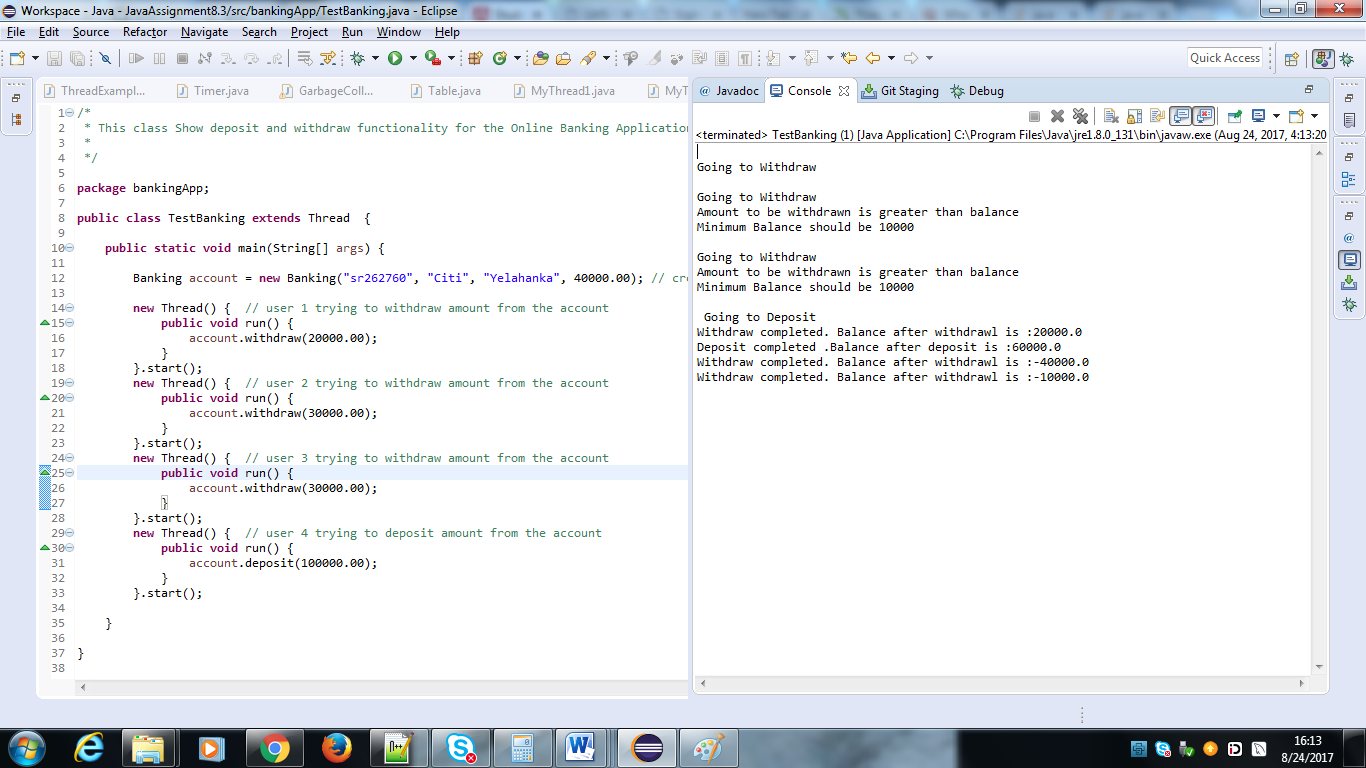 Workspace - Java - JavaAssignment8.3/src/bankingApp/TestBanking.java - Eclipse
File Edit Source Refactor Navigate Search Project Run Window Help
Quick Access
ThreadExampl... Timer.java GarbageColl... Table.java MyThread1.java MyT
1 /*
2 * This class Show deposit and withdraw functionality for the Online Banking Application
3 *
4 */
5
6 package bankingApp;
7
8 public class TestBanking extends Thread {
9
10 public static void main(String[] args) {
11
12 Banking account = new Banking("sr262760", "Citi", "Yelahanka", 40000.00); // cre
13
14 new Thread() { // user 1 trying to withdraw amount from the account
15 public void run() {
16 account.withdraw(20000.00);
17 }
18 }.start();
19 new Thread() { // user 2 trying to withdraw amount from the account
20 public void run() {
21 account.withdraw(30000.00);
22 }
23 }.start();
24 new Thread() { // user 3 trying to withdraw amount from the account
25 public void run() {
26 account.withdraw(30000.00);
27 }
28 }.start();
29 new Thread() { // user 4 trying to deposit amount from the account
30 public void run() {
31 account.deposit(100000.00);
32 }
33 }.start();
34
35 }
36
37 }
38
@ Javadoc Console Git Staging Debug
<terminated> TestBanking (1) [Java Application] C:\Program Files\Java\jre1.8.0_131\bin\javaw.exe (Aug 24, 2017, 4:13:20
Going to Withdraw
Going to Withdraw
Amount to be withdrawn is greater than balance
Minimum Balance should be 10000
Going to Withdraw
Amount to be withdrawn is greater than balance
Minimum Balance should be 10000
Going to Deposit
Withdraw completed. Balance after withdrawl is :20000.0
Deposit completed .Balance after deposit is :60000.0
Withdraw completed. Balance after withdrawl is :-40000.0
Withdraw completed. Balance after withdrawl is :-10000.0
16:13
8/24/2017